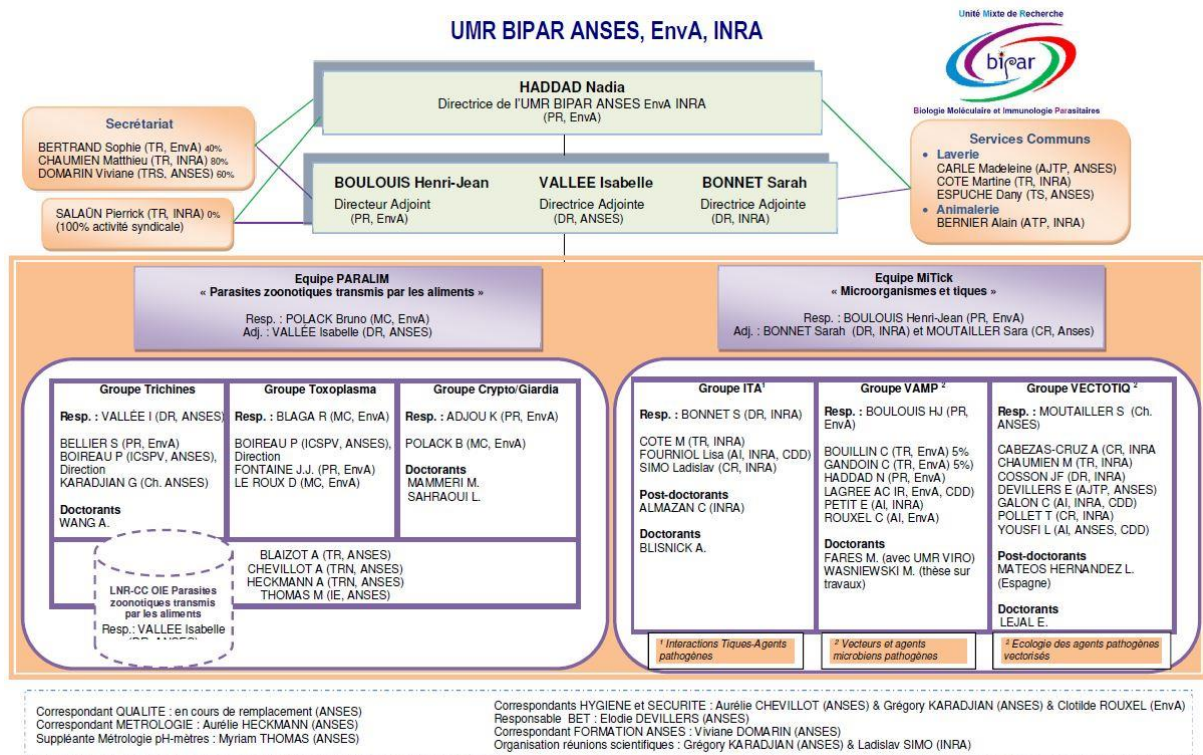 UMR BIPAR ANSES, EnvA, INRA
Unité Mixte de Recherche
bipar
Biologie Moléculaire et Immunologie Parasitaires
HADDAD Nadia
Directrice de l'UMR BIPAR ANSES EnvA INRA
(PR, EnvA)
Secrétariat
BERTRAND Sophie (TR, EnvA) 40%
CHAUMIEN Matthieu (TR, INRA) 80%
DOMARIN Viviane (TRS, ANSES) 60%
SALAÜN Pierrick (TR, INRA) 0%
(100% activité syndicale)
BOULOUIS Henri-Jean
Directeur Adjoint
(PR, EnvA)
VALLEE Isabelle
Directrice Adjointe
(DR, ANSES)
BONNET Sarah
Directrice Adjointe
(DR, INRA)
Services Communs
• Laverie
CARLE Madeleine (AJTP, ANSES)
COTE Martine (TR, INRA)
ESPUCHE Dany (TS, ANSES)
• Animalerie
BERNIER Alain (ATP, INRA)
Equipe PARALIM
« Parasites zoonotiques transmis par les aliments »
Resp. : POLACK Bruno (MC, EnvA)
Adj. : VALLÉE Isabelle (DR, ANSES)
Equipe MiTick
« Microorganismes et tiques »
Resp. : BOULOUIS Henri-Jean (PR, EnvA)
Adj. : BONNET Sarah (DR, INRA) et MOUTAILLER Sara (CR, Anses)
Groupe Trichines
Resp. : VALLÉE I (DR, ANSES)
BELLIER S (PR, EnvA)
BOIREAU P (ICSPV, ANSES),
Direction
KARADJIAN G (Ch. ANSES)
Doctorants
WANG A.
Groupe Toxoplasma
Resp. : BLAGA R (MC, EnvA)
BOIREAU P (ICSPV, ANSES),
Direction
FONTAINE J.J. (PR, EnvA)
LE ROUX D (MC, EnvA)
Groupe Crypto/Giardia
Resp. : ADJOU K (PR, EnvA)
POLACK B (MC, EnvA)
Doctorants
MAMMERI M.
SAHRAOUI L.
BLAIZOT A (TR, ANSES)
CHEVILLOT A (TRN, ANSES)
HECKMANN A (TRN, ANSES)
THOMAS M (IE, ANSES)
LNR-CC OIE Parasites
zoonotiques transmis
par les aliments
Resp.: VALLEE Isabelle
(DR, ANSES)
Groupe ITA¹
Resp. : BONNET S (DR, INRA)
COTE M (TR, INRA)
FOURNIOL Lisa (AI, INRA, CDD)
SIMO Ladislav (CR, INRA)
Post-doctorants
ALMAZAN C (INRA)
Doctorants
BLISNICK A.
Groupe VAMP ²
Resp. : BOULOUIS HJ (PR,
EnvA)
BOUILLIN C (TR, EnvA) 5%
GANDOIN C (TR, EnvA) 5%)
HADDAD N (PR, EnvA)
LAGREE AC IR, EnvA, CDD)
PETIT E (AI, INRA)
ROUXEL C (AI, EnvA)
Doctorants
FARES M. (avec UMR VIRO)
WASNIEWSKI M. (thèse sur
travaux)
Groupe VECTOTIQ ²
Resp. : MOUTAILLER S (Ch.
ANSES)
CABEZAS-CRUZ A (CR, INRA
CHAUMIEN M (TR, INRA)
COSSON JF (DR, INRA)
DEVILLERS E (AJTP, ANSES)
GALON C (AI, INRA, CDD)
POLLET T (CR, INRA)
YOUSFI L (AI, ANSES, CDD)
Post-doctorants
MATEOS HERNANDEZ L.
(Espagne)
Doctorants
LEJAL E.
¹ Interactions Tiques-Agents
pathogènes
² Vecteurs et agents
microbiens pathogènes
² Ecologie des agents pathogènes
vectorisés
Correspondant QUALITE : en cours de remplacement (ANSES)
Correspondant METROLOGIE : Aurélie HECKMANN (ANSES)
Suppléante Métrologie pH-mètres : Myriam THOMAS (ANSES)
Correspondants HYGIENE et SECURITE : Aurélie CHEVILLOT (ANSES) & Grégory KARADJIAN (ANSES) & Clotilde ROUXEL (EnvA)
Responsable BET : Elodie DEVILLERS (ANSES)
Correspondant FORMATION ANSES : Viviane DOMARIN (ANSES)
Organisation réunions scientifiques : Grégory KARADJIAN (ANSES) & Ladislav SIMO (INRA)